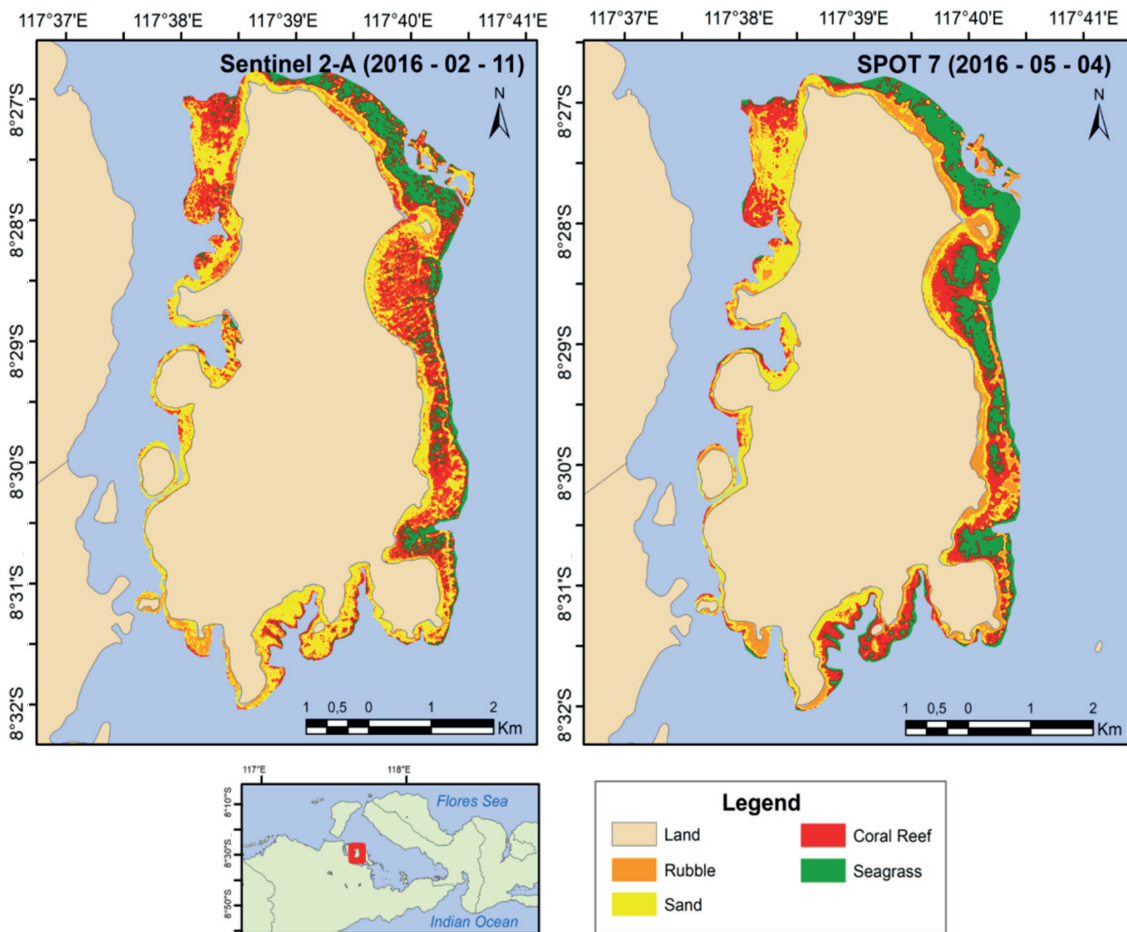 117°37'E 117°38'E 117°39'E 117°40'E 117°41'E
Sentinel 2-A (2016 - 02 - 11)
N
8°27'S
8°28'S
8°29'S
8°30'S
8°31'S
8°32'S
1 0,5 0 1 2
Km
117°37'E 117°38'E 117°39'E 117°40'E 117°41'E
SPOT 7 (2016 - 05 - 04)
N
8°27'S
8°28'S
8°29'S
8°30'S
8°31'S
8°32'S
1 0,5 0 1 2
Km
117°E 118°E
8°10"S
8°30"S
8°50"S
Flores Sea
Indian Ocean
Legend
Land
Rubble
Sand
Coral Reef
Seagrass